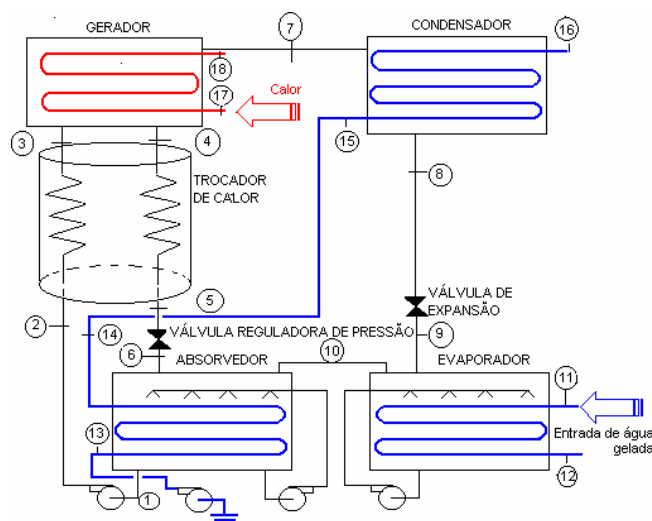 GERADOR
7
CONDENSADOR
16
18
17
Calor
15
3
4
TROCADOR
DE CALOR
8
5
2
14
VÁLVULA REGULADORA DE PRESSÃO
VÁLVULA DE
EXPANSÃO
9
6
ABSORVEDOR
10
EVAPORADOR
11
13
Entrada de água
gelada
12
1